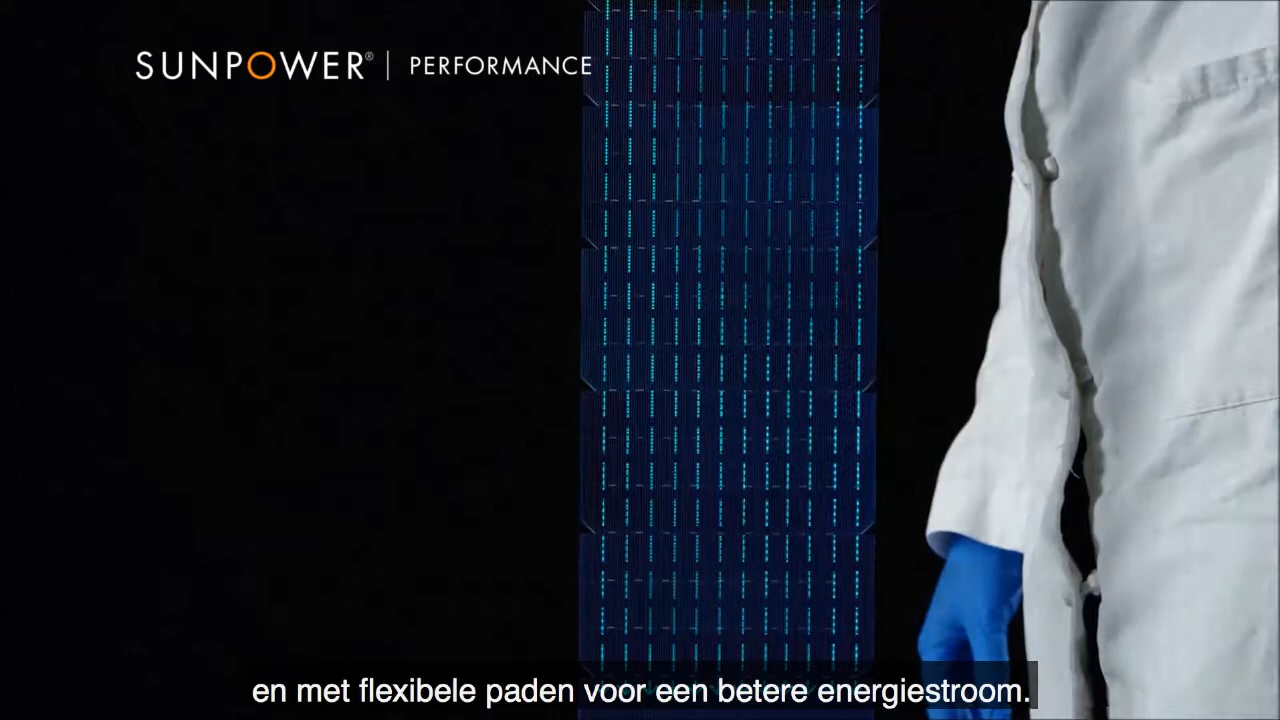 SUNPOWER® | PERFORMANCE
en met flexibele paden voor een betere energiestroom.